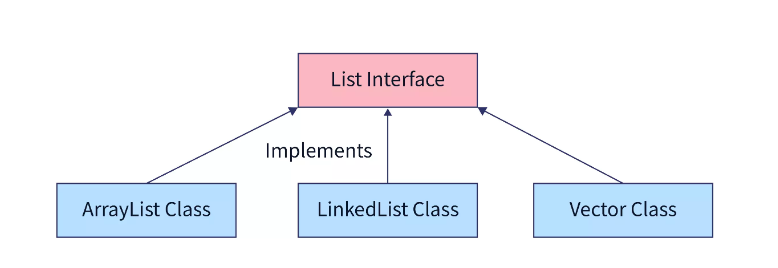 List Interface
Implements
ArrayList Class
LinkedList Class
Vector Class